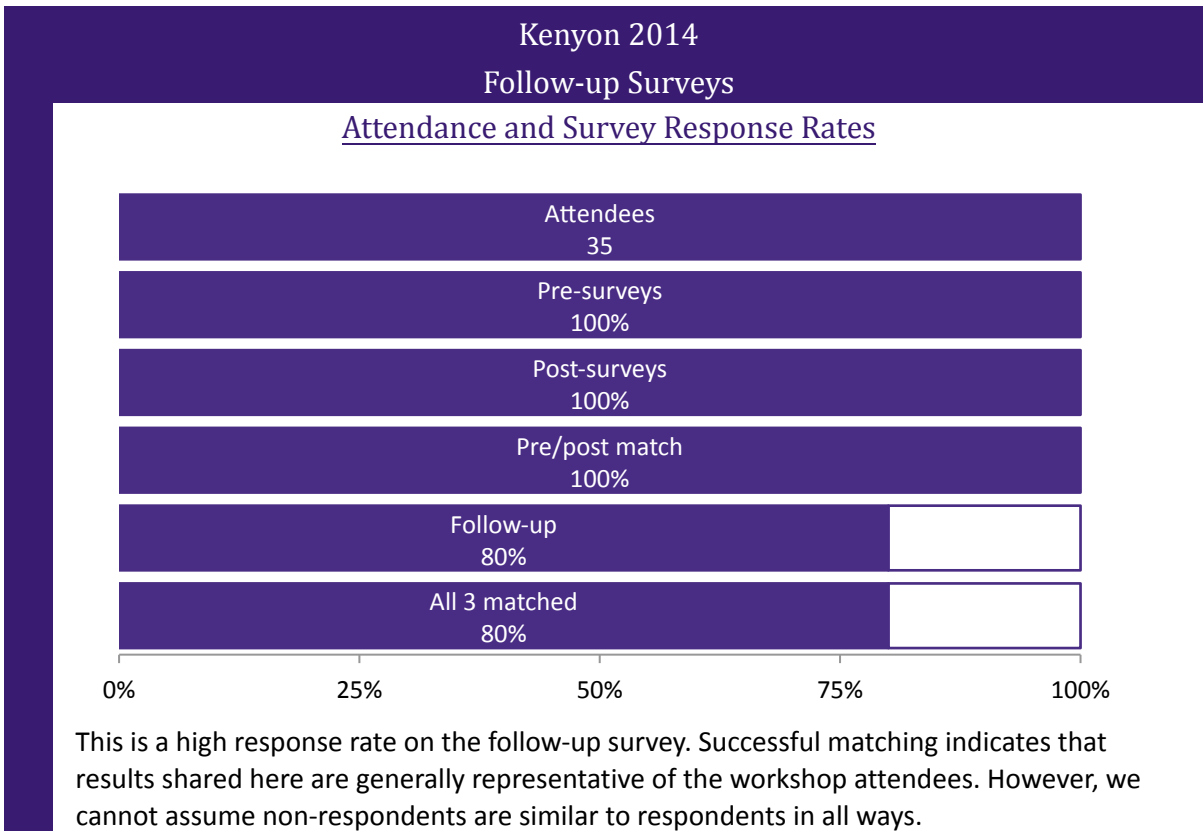 Kenyon 2014
Follow-up Surveys
Attendance and Survey Response Rates
Attendees
35
Pre-surveys
100%
Post-surveys
100%
Pre/post match
100%
Follow-up
80%
All 3 matched
80%
0% 25% 50% 75% 100%
This is a high response rate on the follow-up survey. Successful matching indicates that
results shared here are generally representative of the workshop attendees. However, we
cannot assume non-respondents are similar to respondents in all ways.